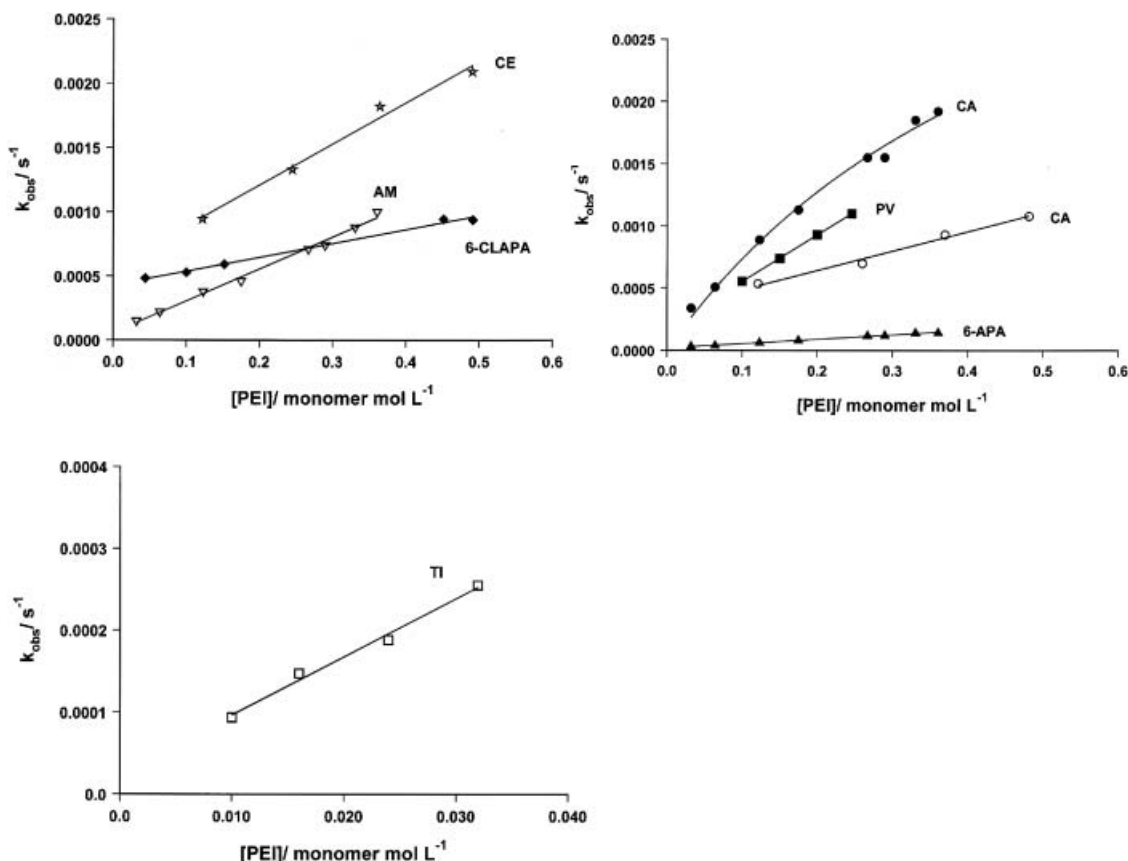 0.0025
0.0020
0.0015
0.0010
0.0005
0.0000
k_obs/ s⁻¹
CE
AM
6-CLAPA
0.0 0.1 0.2 0.3 0.4 0.5 0.6
[PEI]/ monomer mol L⁻¹
0.0025
0.0020
0.0015
0.0010
0.0005
0.0000
k_obs/ s⁻¹
CA
PV
CA
6-APA
0.0 0.1 0.2 0.3 0.4 0.5 0.6
[PEI]/ monomer mol L⁻¹
0.0004
0.0003
0.0002
0.0001
0.0
k_obs/ s⁻¹
TI
0.0 0.010 0.020 0.030 0.040
[PEI]/ monomer mol L⁻¹